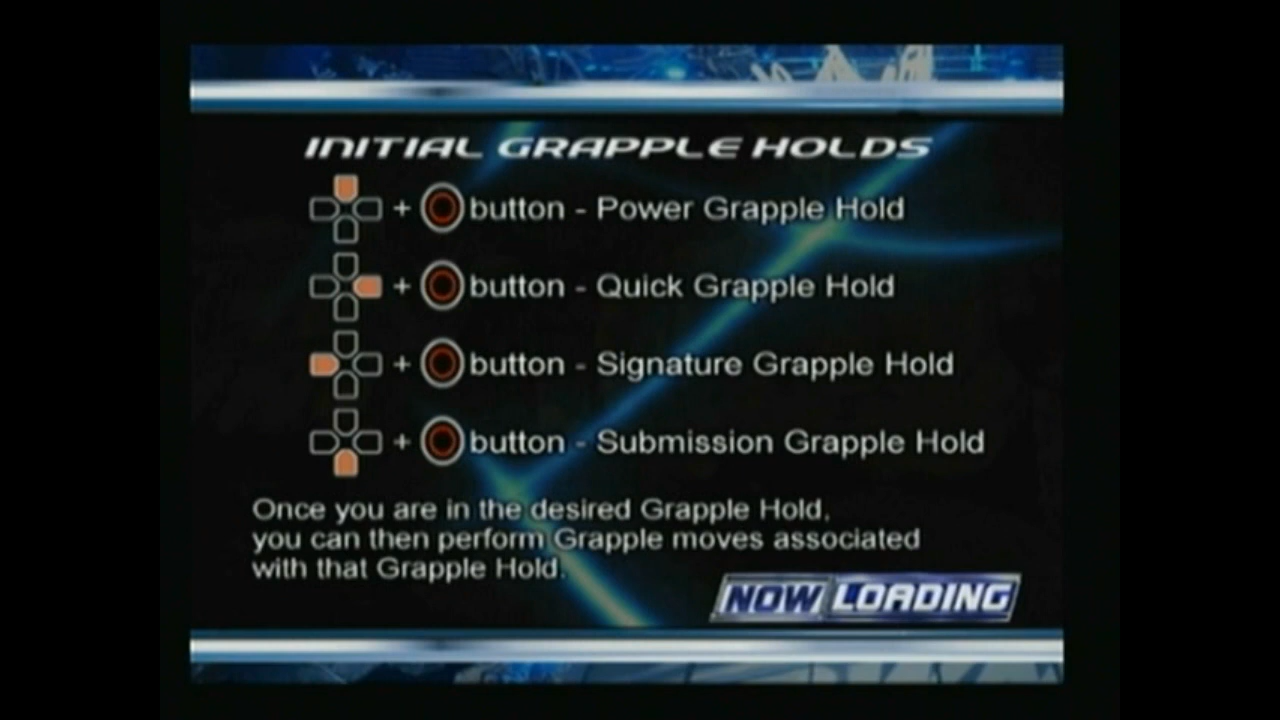 INITIAL GRAPPLE HOLDS
+ button - Power Grapple Hold
+ button - Quick Grapple Hold
+ button - Signature Grapple Hold
+ button - Submission Grapple Hold
Once you are in the desired Grapple Hold,
you can then perform Grapple moves associated
with that Grapple Hold.
NOW LOADING